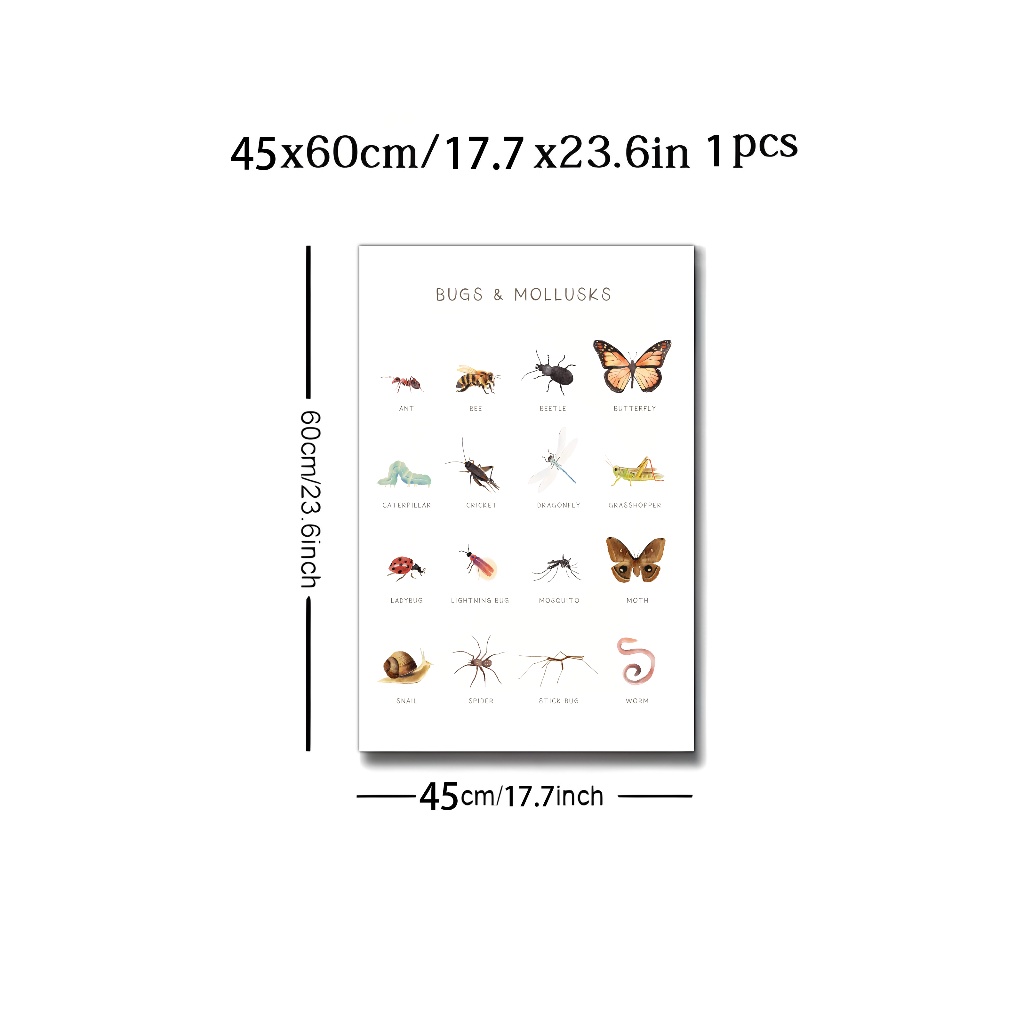 45x60cm/17.7 x23.6in 1pcs
60cm/23.6inch
BUGS & MOLLUSKS
ANT BEE BEETLE BUTTERFLY
CATERPILLAR CRICKET DRAGONFLY GRASSHOPPER
LADYBUG LIGHTNING BUG MOSQUITO MOTH
SNAIL SPIDER STICK BUG WORM
45cm/17.7inch